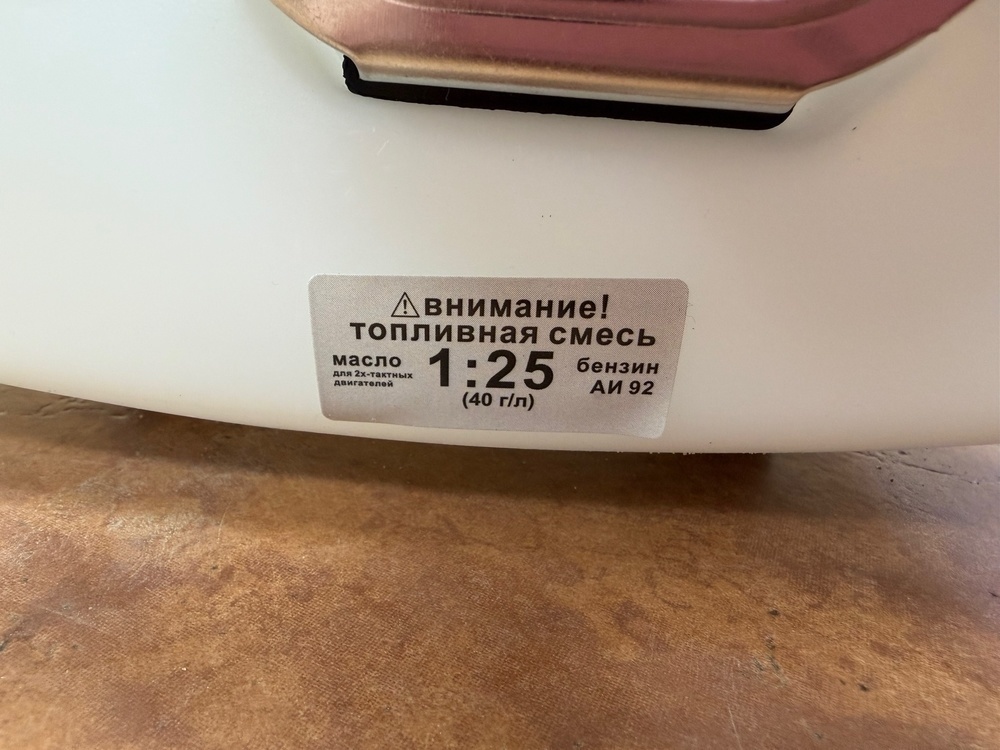 ⚠внимание!
топливная смесь
масло
для 2х-тактных
двигателей
1:25
(40 г/л)
бензин
АИ 92